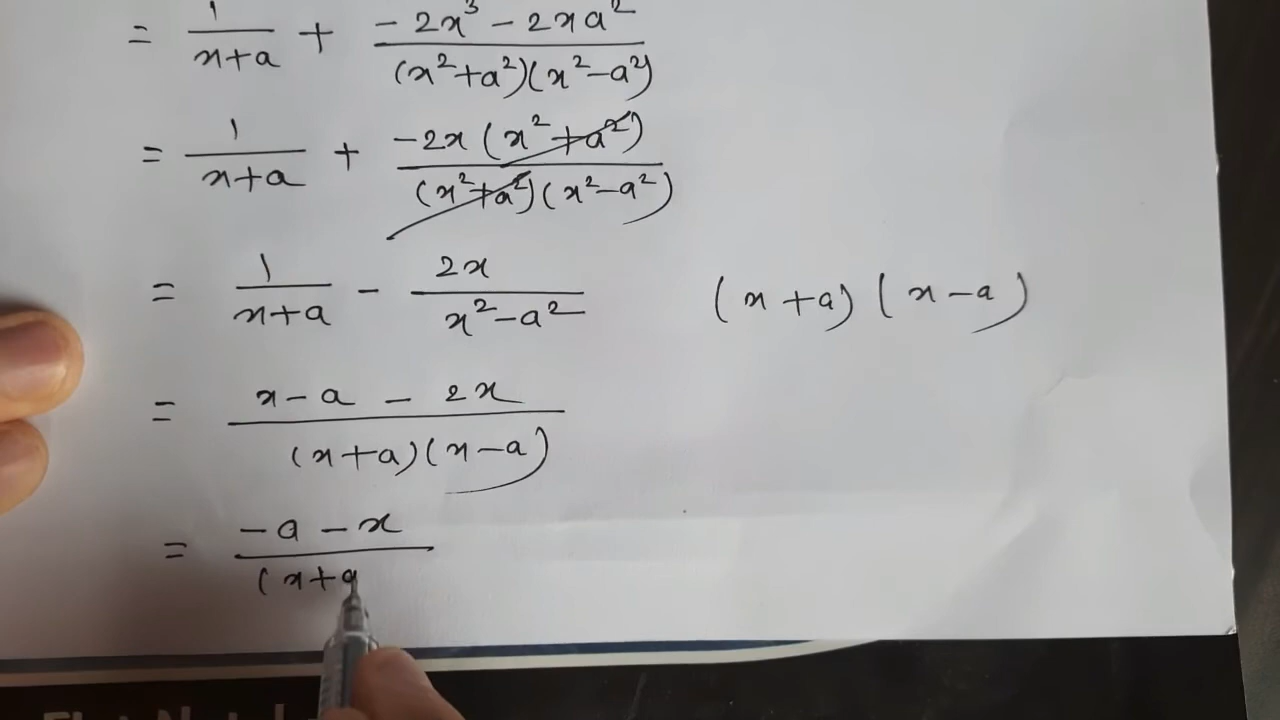 = 1/(x+a) + (-2x³ - 2xa²)/((x²+a²)(x²-a²))
= 1/(x+a) + (-2x(x²+a²))/((x²+a²)(x²-a²))
= 1/(x+a) - 2x/(x²-a²) (x+a)(x-a)
= (x-a - 2x)/((x+a)(x-a))
= (-a-x)/((x+a